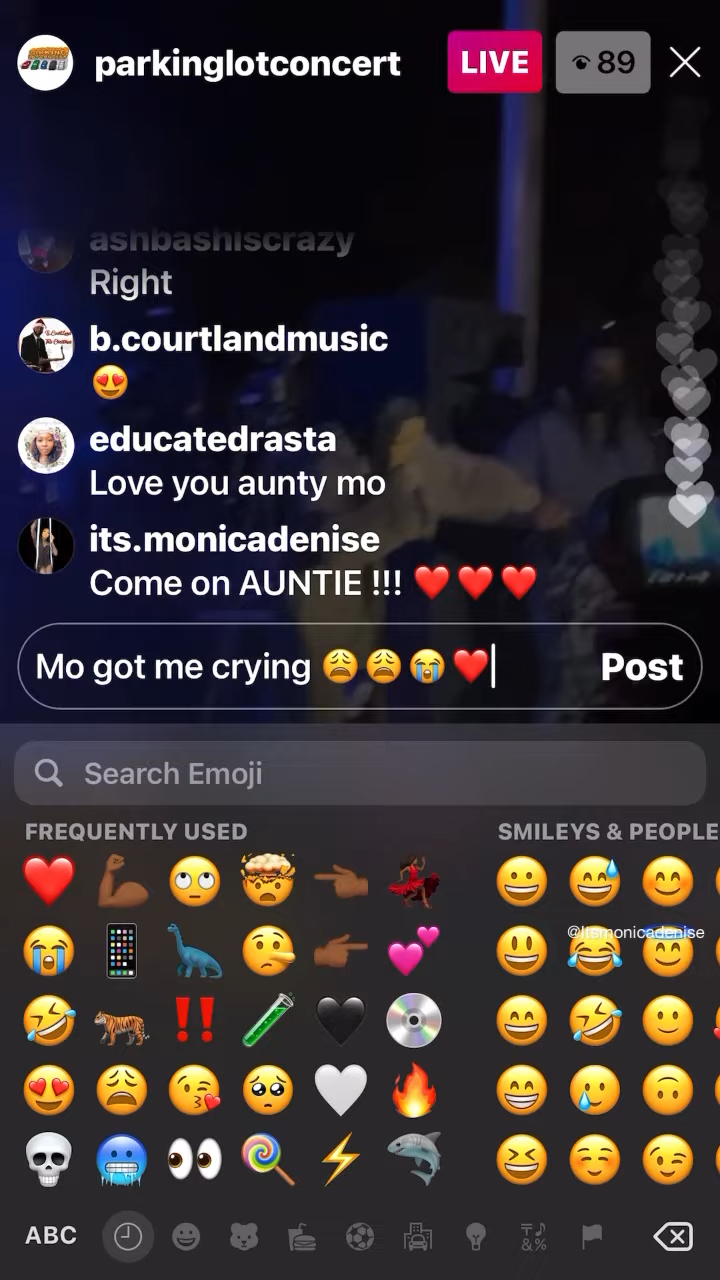 parkinglotconcert LIVE 89
ashbashiscrazy
Right
b.courtlandmusic
😍
educatedrasta
Love you aunty mo
its.monicadenise
Come on AUNTIE !!! ❤️❤️❤️
Mo got me crying 😩😩😭❤️ Post
Search Emoji
FREQUENTLY USED SMILEYS & PEOPLE
@Itsmonicadenise
ABC